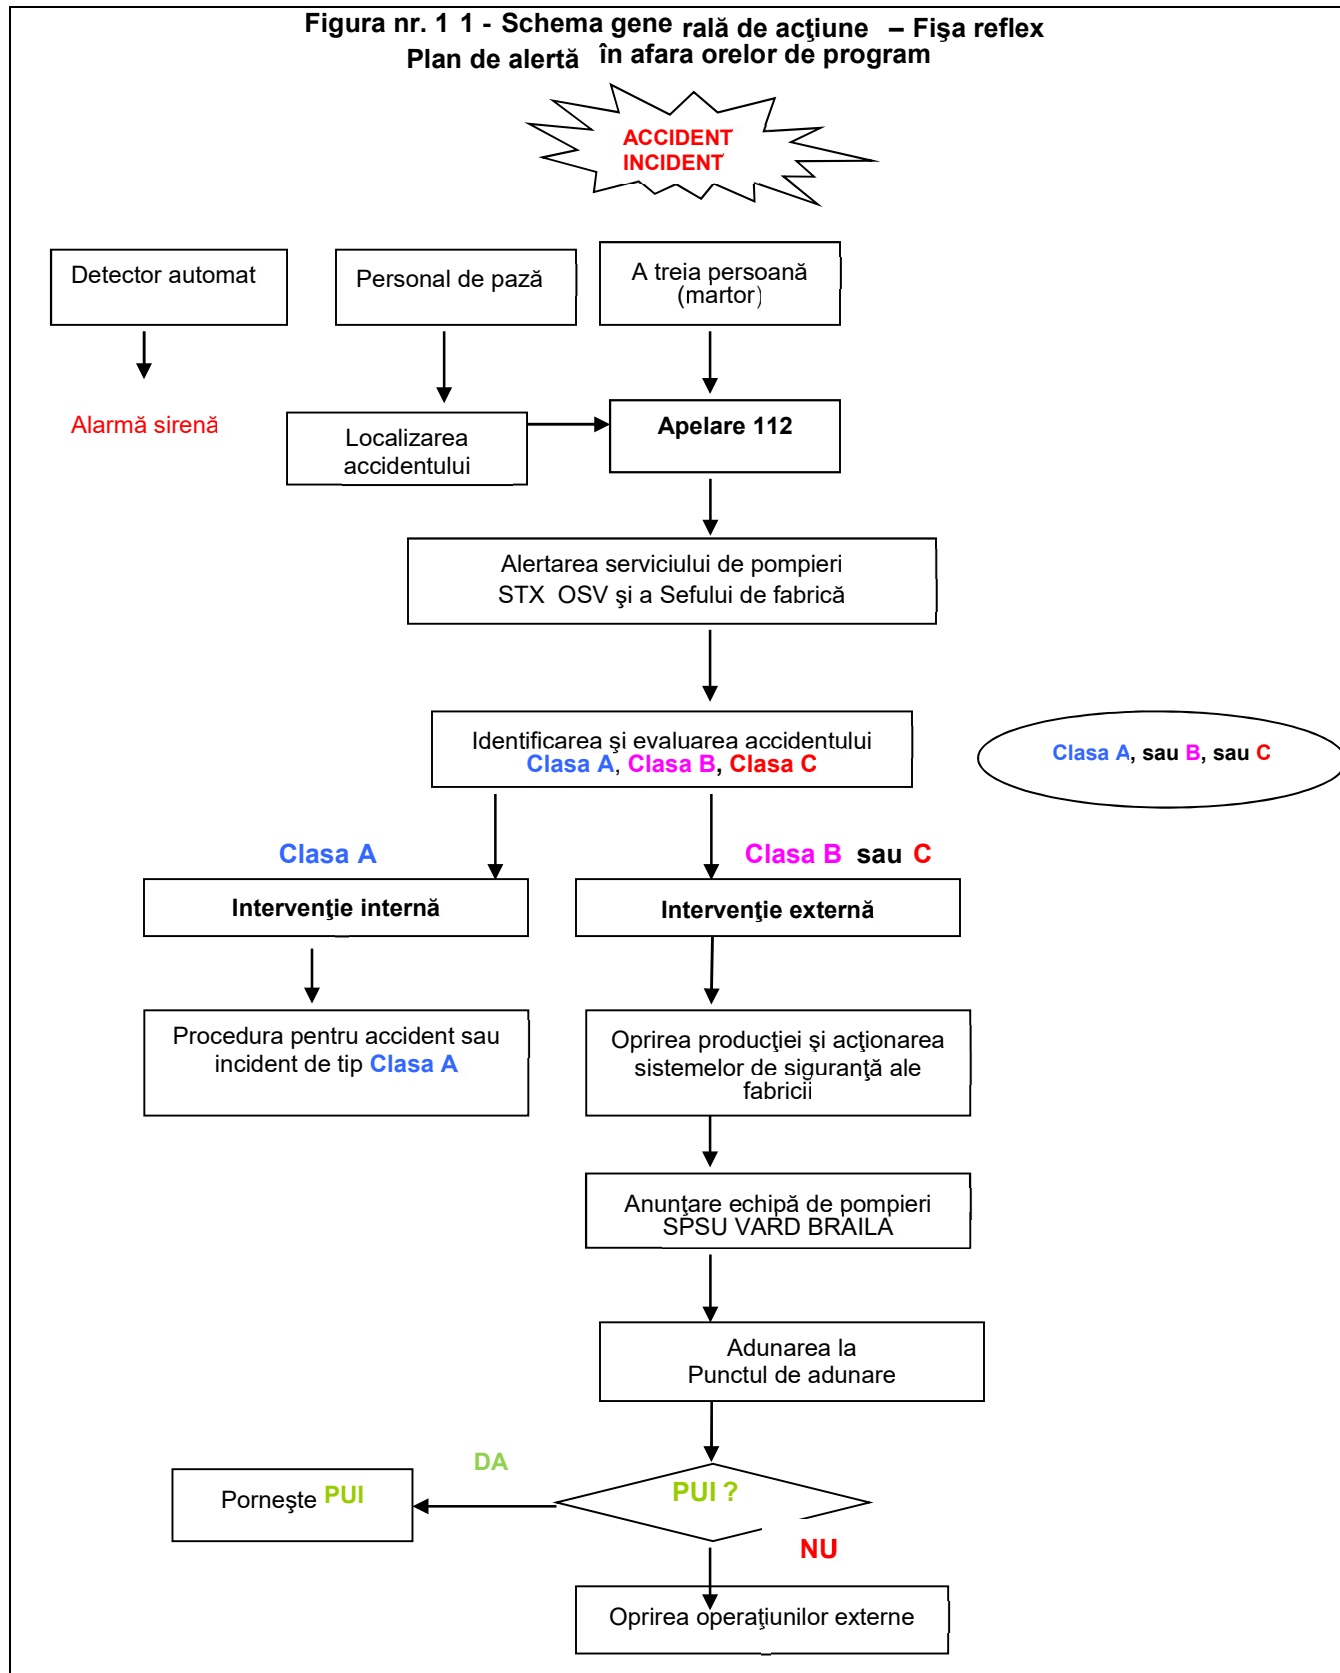 Figura nr. 1 1 - Schema gene rală de acţiune – Fişa reflex
Plan de alertă în afara orelor de program
ACCIDENT
INCIDENT
Detector automat
Personal de pază
A treia persoană
(martor)
Alarmă sirenă
Localizarea
accidentului
Apelare 112
Alertarea serviciului de pompieri
STX OSV şi a Sefului de fabrică
Identificarea şi evaluarea accidentului
Clasa A, Clasa B, Clasa C
Clasa A, sau B, sau C
Clasa A
Clasa B sau C
Intervenţie internă
Intervenţie externă
Procedura pentru accident sau
incident de tip Clasa A
Oprirea producţiei şi acţionarea
sistemelor de siguranţă ale
fabricii
Anunţare echipă de pompieri
SPSU VARD BRAILA
Adunarea la
Punctul de adunare
DA
PUI ?
Porneşte PUI
NU
Oprirea operaţiunilor externe